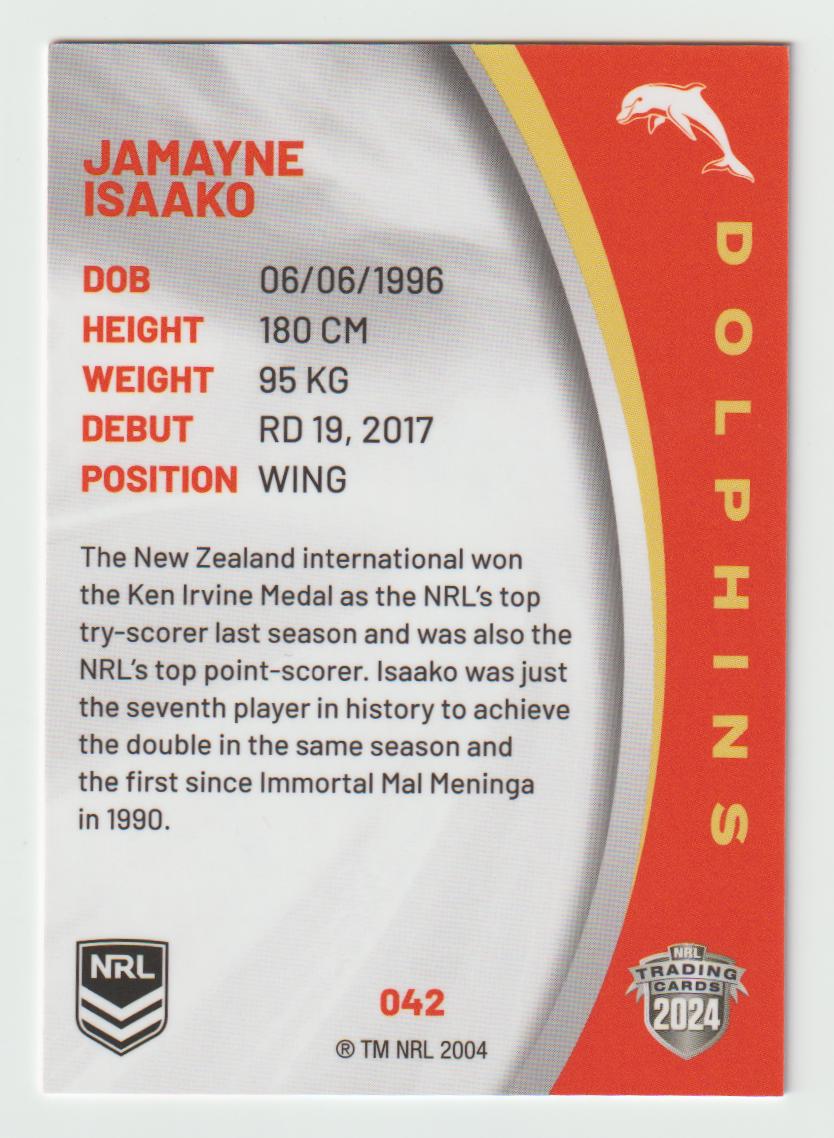 JAMAYNE
ISAAKO
DOB 06/06/1996
HEIGHT 180 CM
WEIGHT 95 KG
DEBUT RD 19, 2017
POSITION WING
The New Zealand international won
the Ken Irvine Medal as the NRL's top
try-scorer last season and was also the
NRL's top point-scorer. Isaako was just
the seventh player in history to achieve
the double in the same season and
the first since Immortal Mal Meninga
in 1990.
NRL
042
® TM NRL 2004
DOLPHINS
NRL
TRADING
CARDS
2024